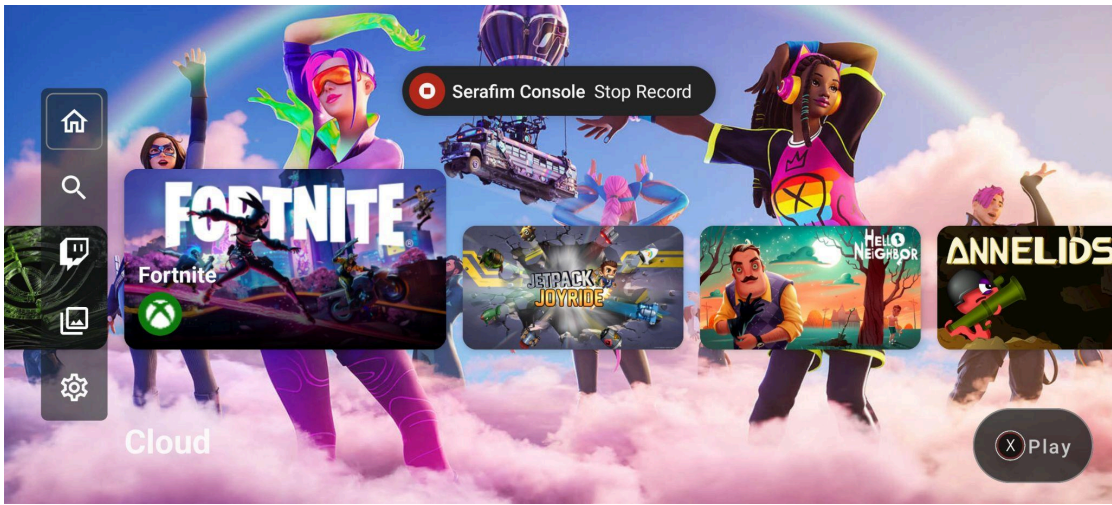 Serafim Console Stop Record
FORTNITE
Fortnite
JETPACK
JOYRIDE
HELLO
NEIGHBOR
ANNELIDS
Cloud
X Play